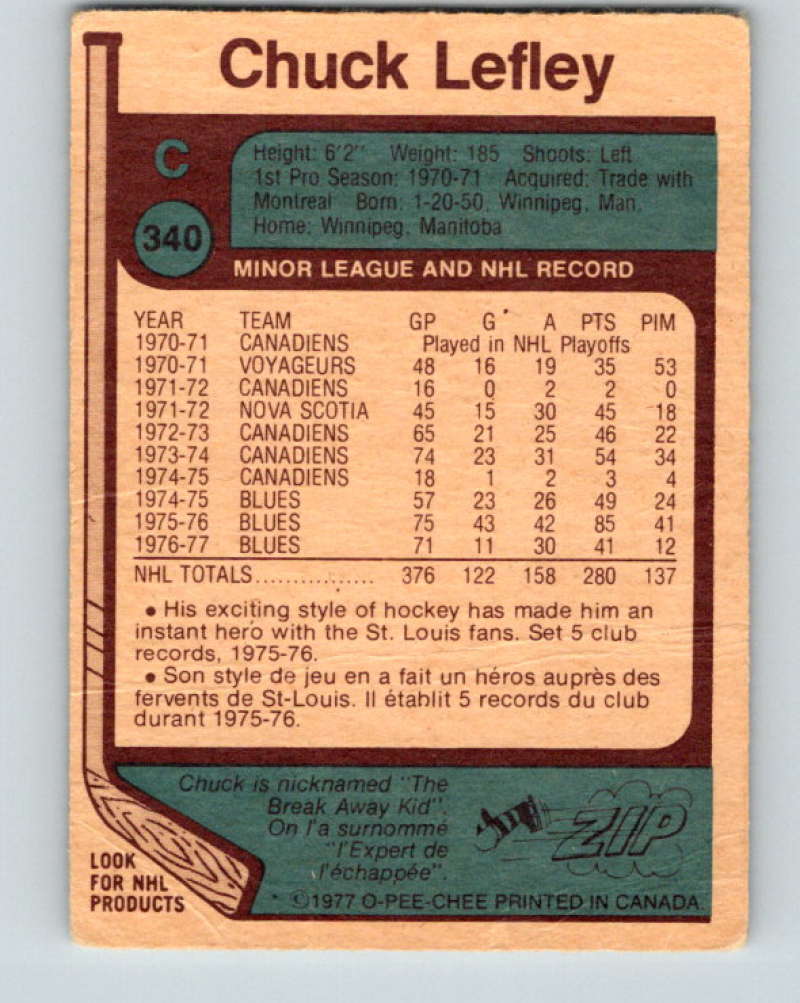 Chuck Lefley
C
340
Height: 6'2" Weight: 185 Shoots: Left
1st Pro Season: 1970-71 Acquired: Trade with
Montreal Born: 1-20-50, Winnipeg, Man.
Home: Winnipeg, Manitoba
MINOR LEAGUE AND NHL RECORD
YEAR TEAM GP G A PTS PIM
1970-71 CANADIENS Played in NHL Playoffs
1970-71 VOYAGEURS 48 16 19 35 53
1971-72 CANADIENS 16 0 2 2 0
1971-72 NOVA SCOTIA 45 15 30 45 18
1972-73 CANADIENS 65 21 25 46 22
1973-74 CANADIENS 74 23 31 54 34
1974-75 CANADIENS 18 1 2 3 4
1974-75 BLUES 57 23 26 49 24
1975-76 BLUES 75 43 42 85 41
1976-77 BLUES 71 11 30 41 12
NHL TOTALS................ 376 122 158 280 137
• His exciting style of hockey has made him an
instant hero with the St. Louis fans. Set 5 club
records, 1975-76.
• Son style de jeu en a fait un héros auprès des
fervents de St-Louis. Il établit 5 records du club
durant 1975-76.
Chuck is nicknamed "The
Break Away Kid".
On l'a surnommé
"l'Expert de
l'échappée".
ZIP
LOOK
FOR NHL
PRODUCTS
©1977 O-PEE-CHEE PRINTED IN CANADA